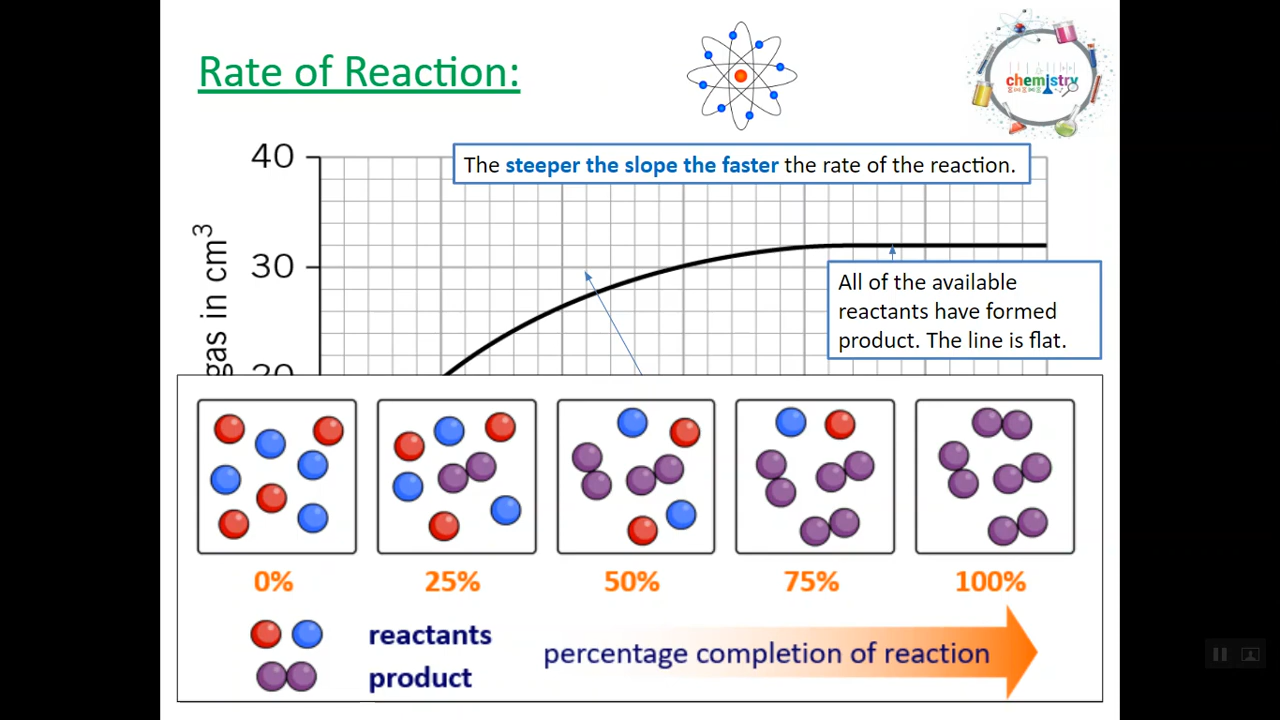 Rate of Reaction:
chemistry
40
The steeper the slope the faster the rate of the reaction.
30
gas in cm³
All of the available
reactants have formed
product. The line is flat.
0%
25%
50%
75%
100%
reactants
product
percentage completion of reaction